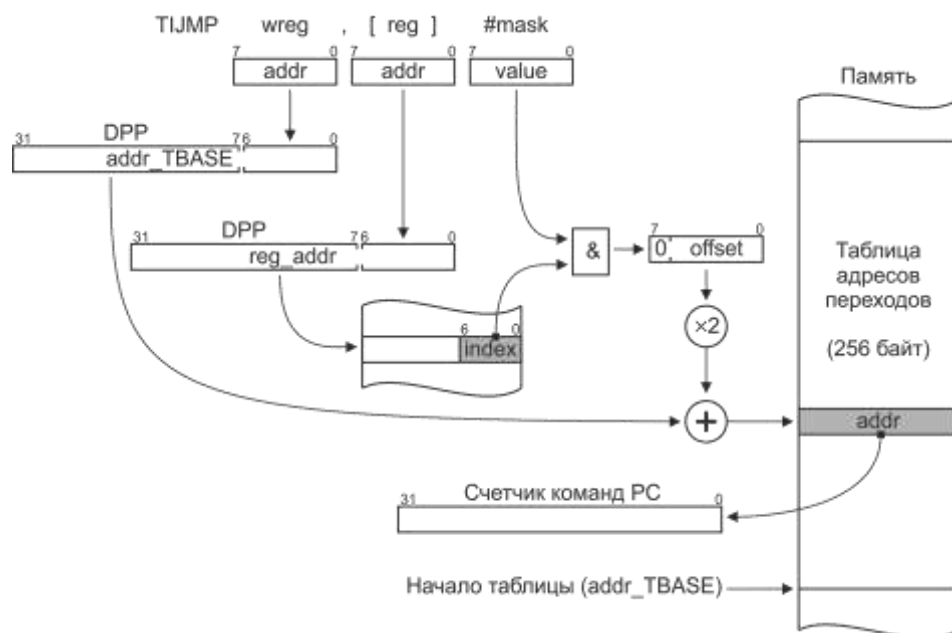 TIJMP wreg , [ reg ] #mask
7 0 7 0 7 0
addr addr value
Память
DPP
31 7 6 0
addr_TBASE
DPP
31 7 6 0
reg_addr
&
7 0
0, offset
Таблица
адресов
переходов
(256 байт)
×2
6 0
index
+
addr
Счетчик команд PC
31 0
Начало таблицы (addr_TBASE)